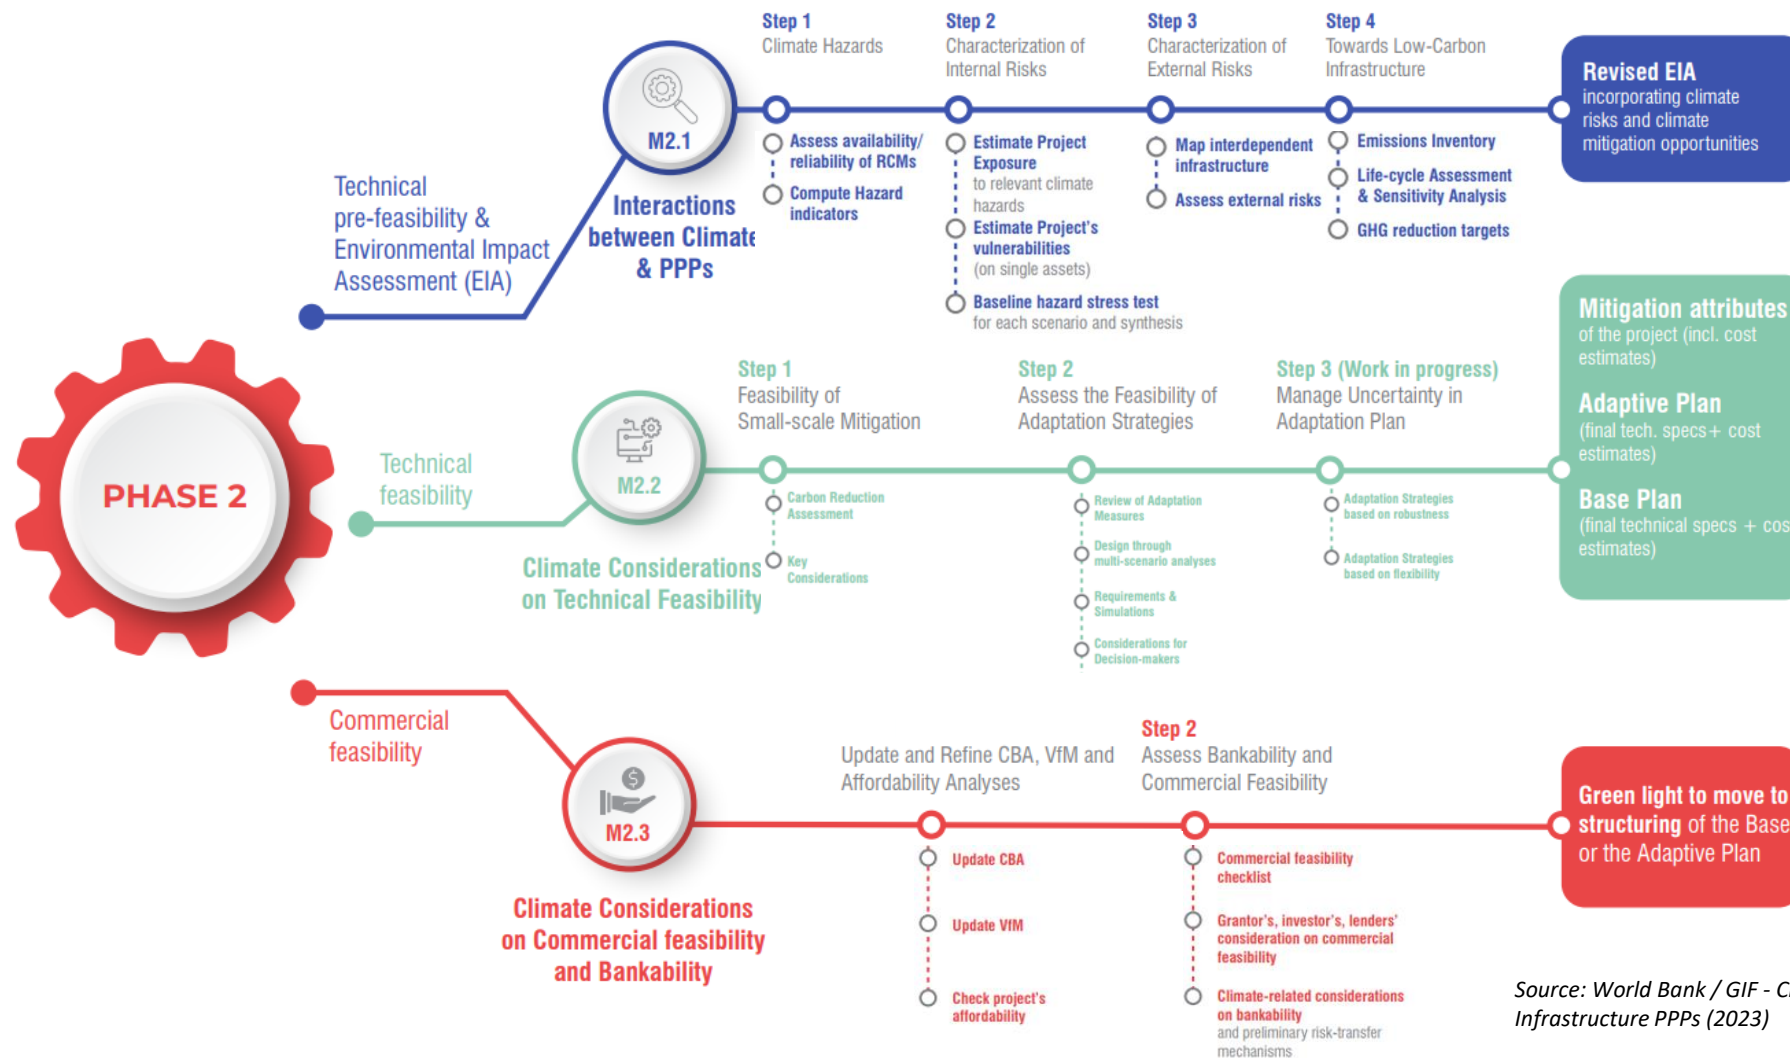 Step 1
Climate Hazards
Step 2
Characterization of
Internal Risks
Step 3
Characterization of
External Risks
Step 4
Towards Low-Carbon
Infrastructure
Revised EIA
incorporating climate
risks and climate
mitigation opportunities
M2.1
Interactions
between Climate
& PPPs
Technical
pre-feasibility &
Environmental Impact
Assessment (EIA)
Assess availability/
reliability of RCMs
Compute Hazard
indicators
Estimate Project
Exposure
to relevant climate
hazards
Estimate Project's
vulnerabilities
(on single assets)
Baseline hazard stress test
for each scenario and synthesis
Map interdependent
infrastructure
Assess external risks
Emissions Inventory
Life-cycle Assessment
& Sensitivity Analysis
GHG reduction targets
PHASE 2
Technical
feasibility
M2.2
Climate Considerations
on Technical Feasibility
Step 1
Feasibility of
Small-scale Mitigation
Step 2
Assess the Feasibility of
Adaptation Strategies
Step 3 (Work in progress)
Manage Uncertainty in
Adaptation Plan
Carbon Reduction
Assessment
Key
Considerations
Review of Adaptation
Measures
Design through
multi-scenario analyses
Requirements &
Simulations
Considerations for
Decision-makers
Adaptation Strategies
based on robustness
Adaptation Strategies
based on flexibility
Mitigation attributes
of the project (incl. cost
estimates)
Adaptive Plan
(final tech. specs+ cost
estimates)
Base Plan
(final technical specs + cos
estimates)
Commercial
feasibility
M2.3
Climate Considerations
on Commercial feasibility
and Bankability
Update and Refine CBA, VfM and
Affordability Analyses
Step 2
Assess Bankability and
Commercial Feasibility
Update CBA
Update VfM
Check project's
affordability
Commercial feasibility
checklist
Grantor's, investor's, lenders'
consideration on commercial
feasibility
Climate-related considerations
on bankability
and preliminary risk-transfer
mechanisms
Green light to move to
structuring of the Base
or the Adaptive Plan
Source: World Bank / GIF -
Infrastructure PPPs (2023)